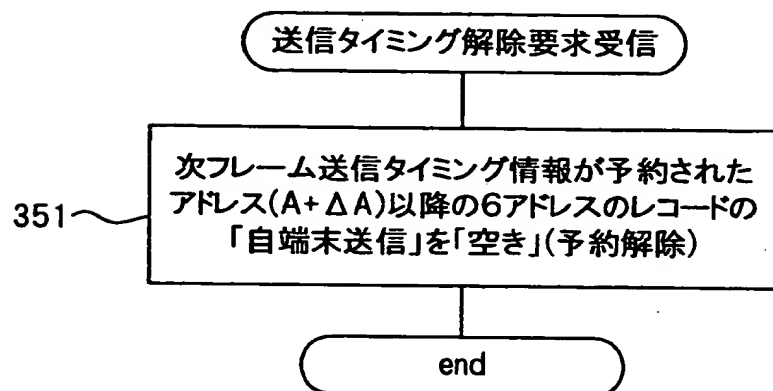 送信タイミング解除要求受信
次フレーム送信タイミング情報が予約された
アドレス(A+ΔA)以降の6アドレスのレコードの
「自端末送信」を「空き」(予約解除)
351
end